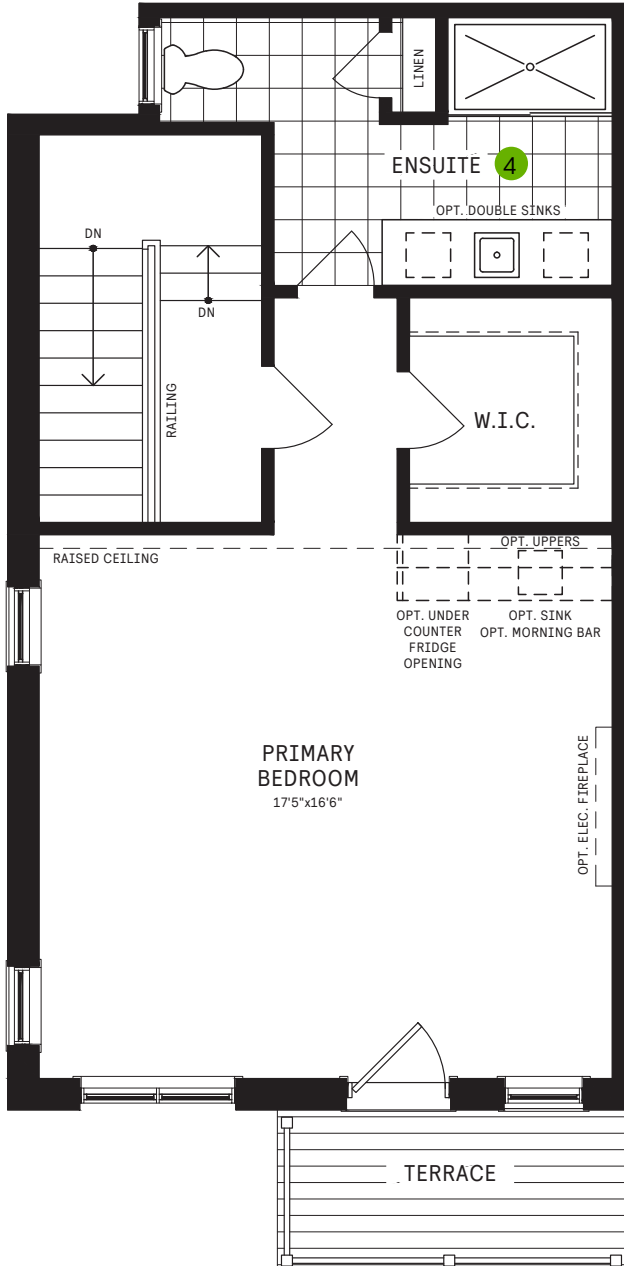 LINEN
ENSUITE 4
OPT. DOUBLE SINKS
DN
DN
RAILING
W.I.C.
RAISED CEILING
OPT. UPPERS
OPT. UNDER
COUNTER
FRIDGE
OPENING
OPT. SINK
OPT. MORNING BAR
PRIMARY
BEDROOM
17'5"x16'6"
OPT. ELEC. FIREPLACE
TERRACE